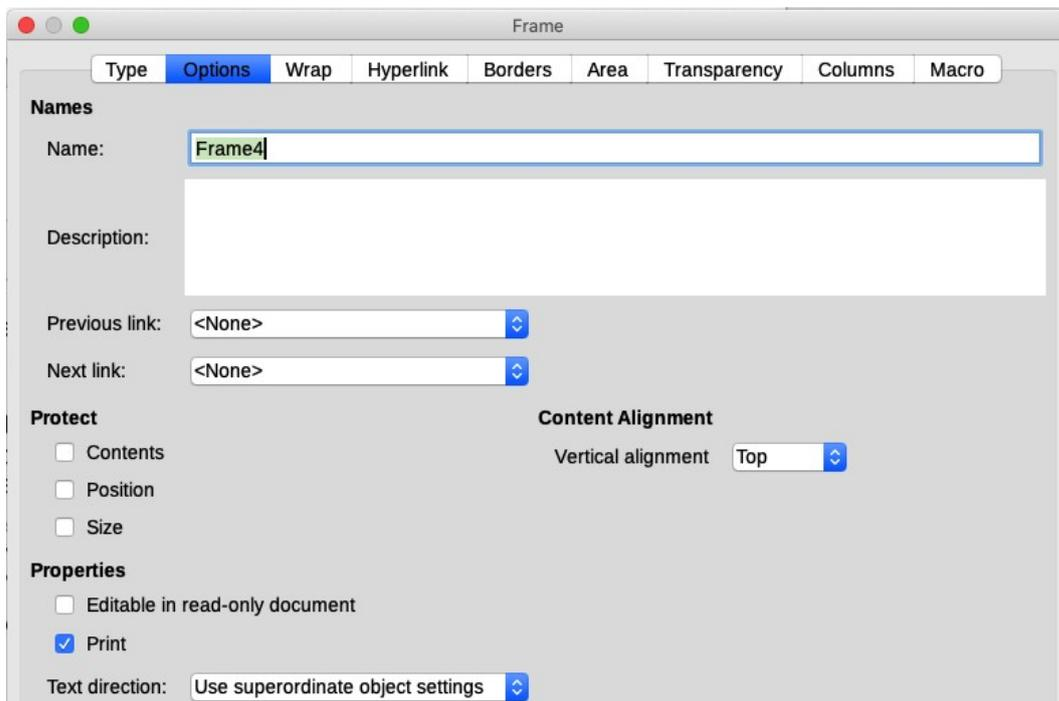 Frame
Type Options Wrap Hyperlink Borders Area Transparency Columns Macro
Names
Name: Frame4
Description:
Previous link: <None>
Next link: <None>
Protect Content Alignment
Contents Vertical alignment Top
Position
Size
Properties
Editable in read-only document
Print
Text direction: Use superordinate object settings